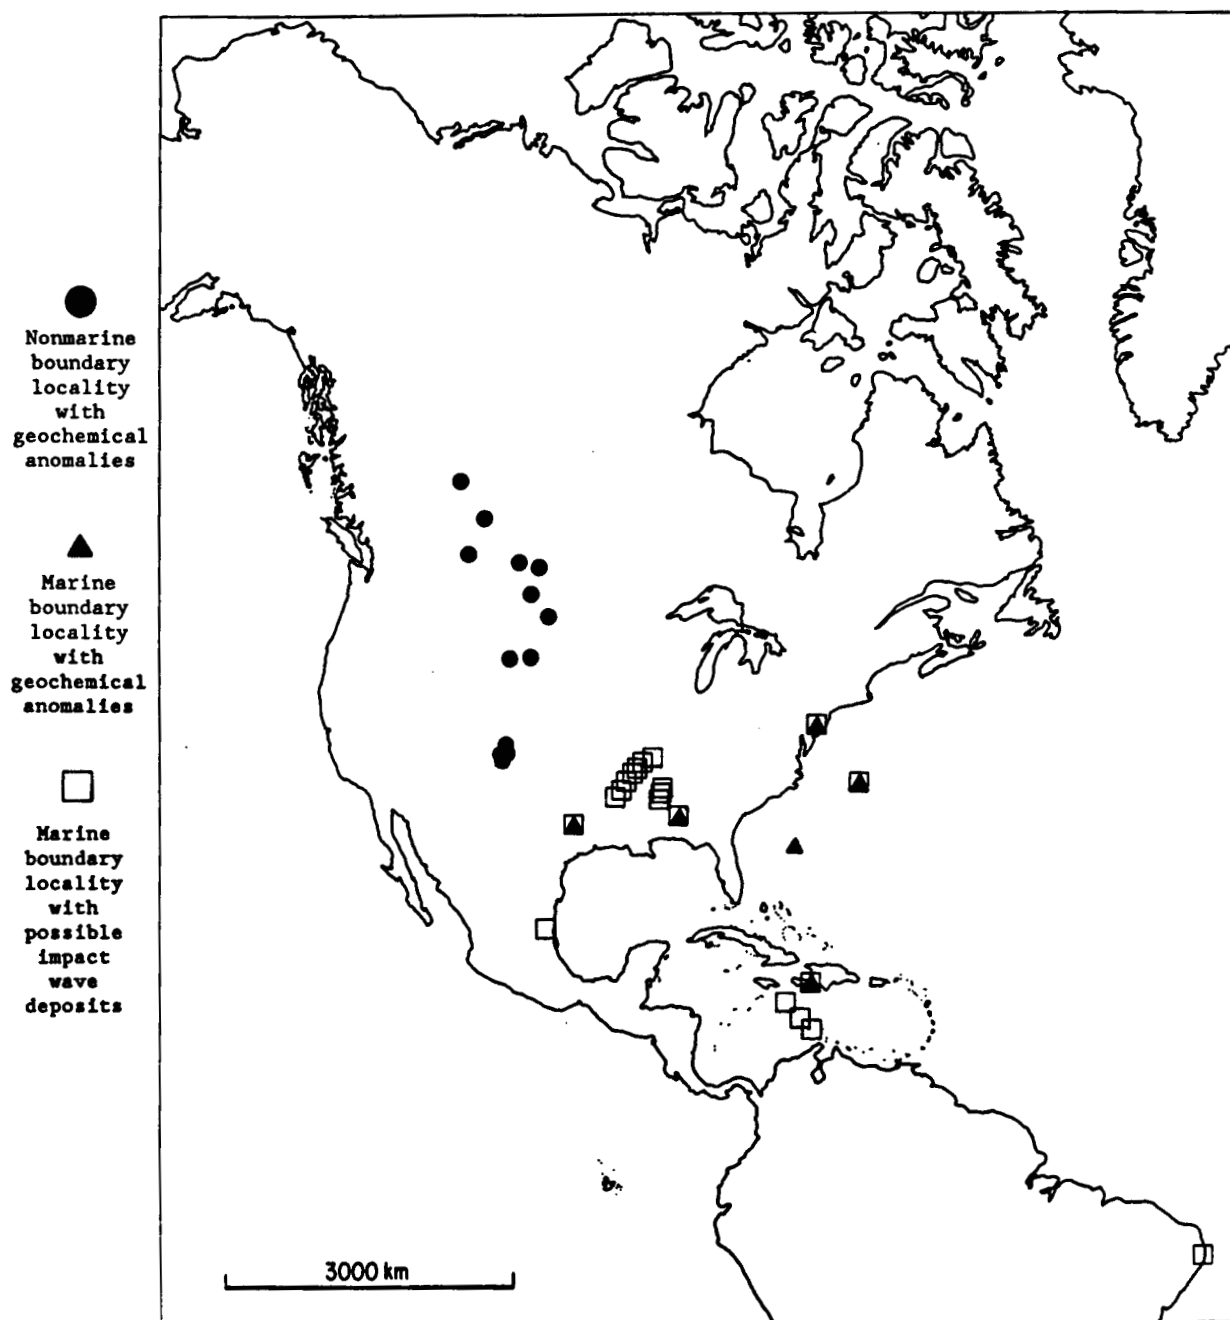 Nonmarine
boundary
locality
with
geochemical
anomalies
Marine
boundary
locality
with
geochemical
anomalies
Marine
boundary
locality
with
possible
impact
wave
deposits
3000 km